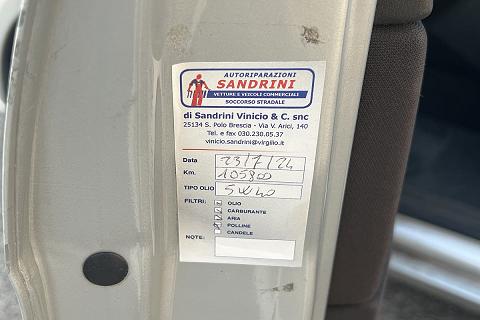 AUTORIPARAZIONI
SANDRINI
VETTURE E VEICOLI COMMERCIALI
SOCCORSO STRADALE
di Sandrini Vinicio & C. snc
25134 S. Polo Brescia - Via V. Arici, 140
Tel. e fax 030.230.05.37
vinicio.sandrini@virgilio.it
Data 23/7/24
Km. 105800
TIPO OLIO 5W40
FILTRI: OLIO
CARBURANTE
ARIA
POLLINE
CANDELE
NOTE: